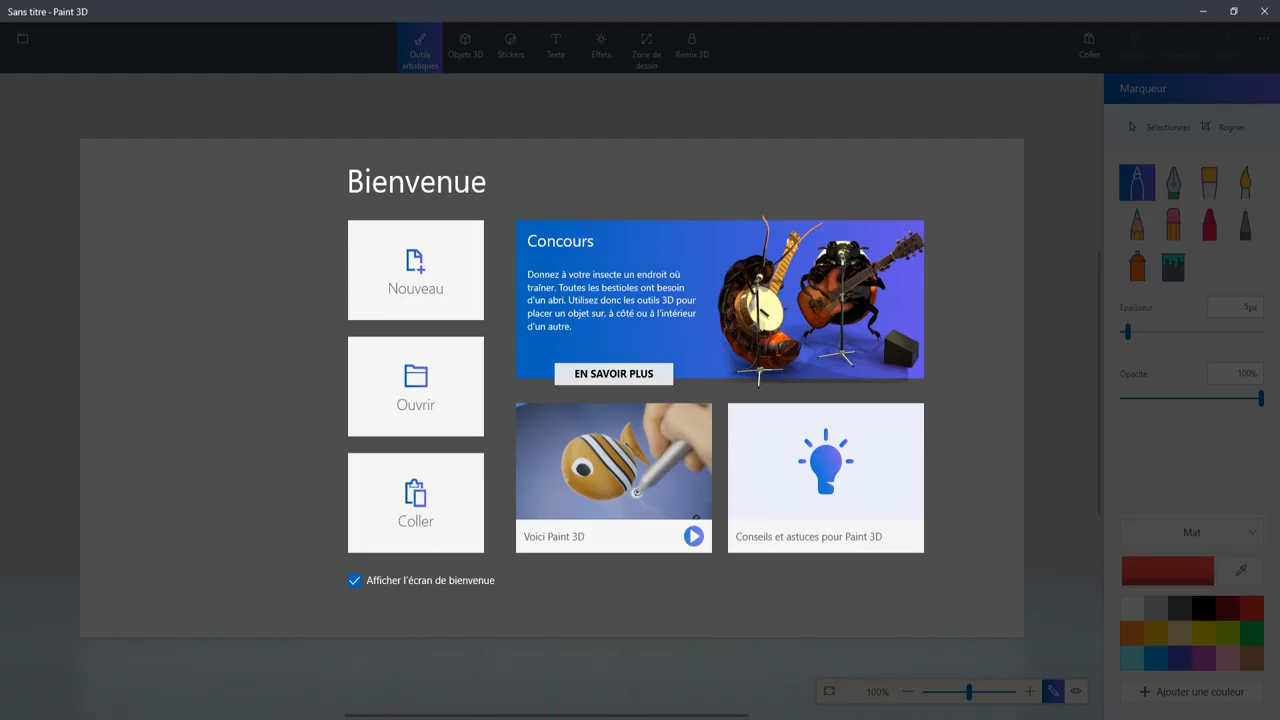 Sans titre - Paint 3D
Outils
artistiques
Objets 3D
Stickers
Texte
Effets
Zone de
dessin
Remix 3D
Coller
Marqueur
Sélectionner
Rogner
Bienvenue
Nouveau
Ouvrir
Coller
Concours
Donnez à votre insecte un endroit où
traîner. Toutes les bestioles ont besoin
d'un abri. Utilisez donc les outils 3D pour
placer un objet sur, à côté ou à l'intérieur
d'un autre.
EN SAVOIR PLUS
Voici Paint 3D
Conseils et astuces pour Paint 3D
Afficher l'écran de bienvenue
Épaisseur
5px
Opacité
100%
Mat
Ajouter une couleur
100%